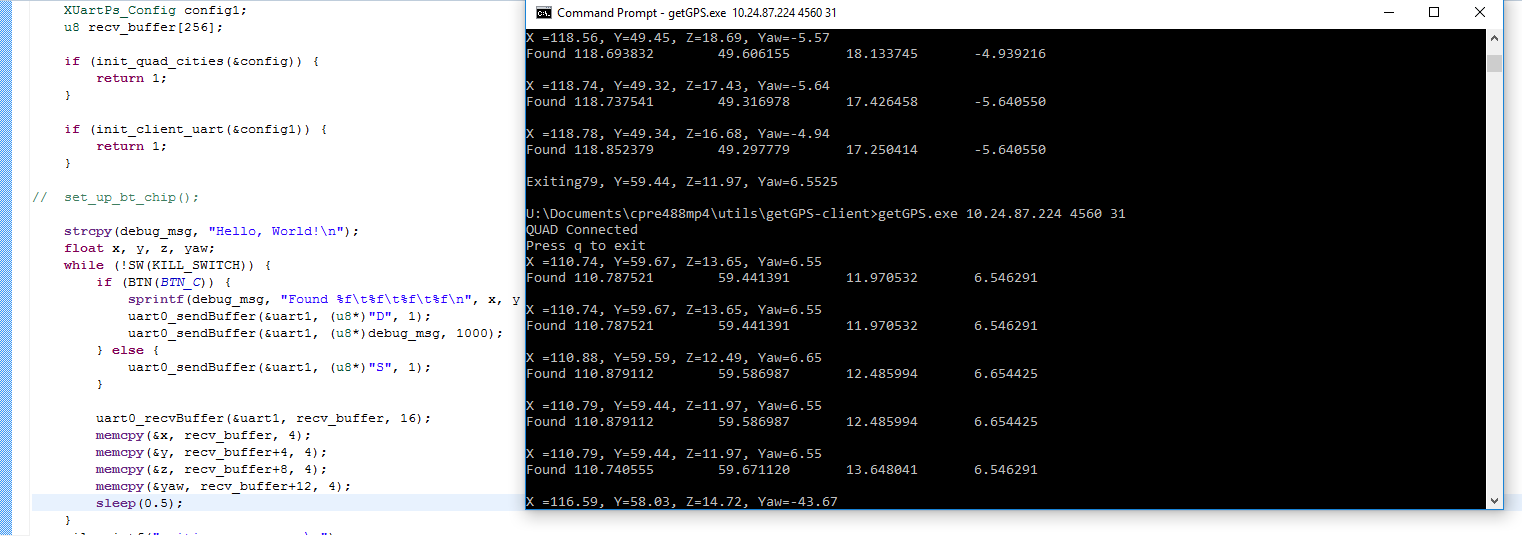 XUartPs_Config config1;
u8 recv_buffer[256];
if (init_quad_cities(&config)) {
return 1;
}
if (init_client_uart(&config1)) {
return 1;
}
// set_up_bt_chip();
strcpy(debug_msg, "Hello, World!\n");
float x, y, z, yaw;
while (!SW(KILL_SWITCH)) {
if (BTN(BTN_C)) {
sprintf(debug_msg, "Found %f\t%f\t%f\t%f\n", x, y
uart0_sendBuffer(&uart1, (u8*)"D", 1);
uart0_sendBuffer(&uart1, (u8*)debug_msg, 1000);
} else {
uart0_sendBuffer(&uart1, (u8*)"S", 1);
}
uart0_recvBuffer(&uart1, recv_buffer, 16);
memcpy(&x, recv_buffer, 4);
memcpy(&y, recv_buffer+4, 4);
memcpy(&z, recv_buffer+8, 4);
memcpy(&yaw, recv_buffer+12, 4);
sleep(0.5);
}
Command Prompt - getGPS.exe 10.24.87.224 4560 31
X =118.56, Y=49.45, Z=18.69, Yaw=-5.57
Found 118.693832 49.606155 18.133745 -4.939216
X =118.74, Y=49.32, Z=17.43, Yaw=-5.64
Found 118.737541 49.316978 17.426458 -5.640550
X =118.78, Y=49.34, Z=16.68, Yaw=-4.94
Found 118.852379 49.297779 17.250414 -5.640550
Exiting79, Y=59.44, Z=11.97, Yaw=6.5525
U:\Documents\cpre488mp4\utils\getGPS-client>getGPS.exe 10.24.87.224 4560 31
QUAD Connected
Press q to exit
X =110.74, Y=59.67, Z=13.65, Yaw=6.55
Found 110.787521 59.441391 11.970532 6.546291
X =110.74, Y=59.67, Z=13.65, Yaw=6.55
Found 110.787521 59.441391 11.970532 6.546291
X =110.88, Y=59.59, Z=12.49, Yaw=6.65
Found 110.879112 59.586987 12.485994 6.654425
X =110.79, Y=59.44, Z=11.97, Yaw=6.55
Found 110.879112 59.586987 12.485994 6.654425
X =110.79, Y=59.44, Z=11.97, Yaw=6.55
Found 110.740555 59.671120 13.648041 6.546291
X =116.59, Y=58.03, Z=14.72, Yaw=-43.67